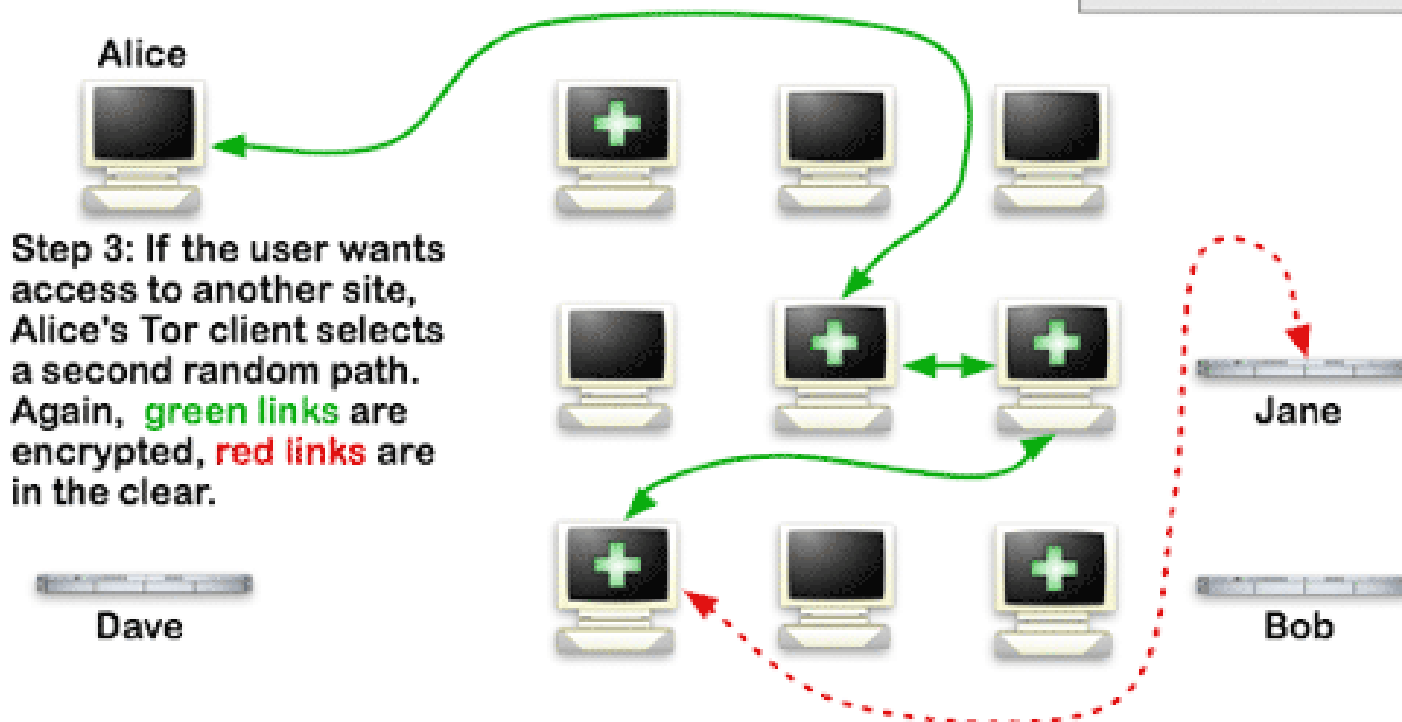 Alice
Step 3: If the user wants
access to another site,
Alice's Tor client selects
a second random path.
Again, green links are
encrypted, red links are
in the clear.
Jane
Dave
Bob